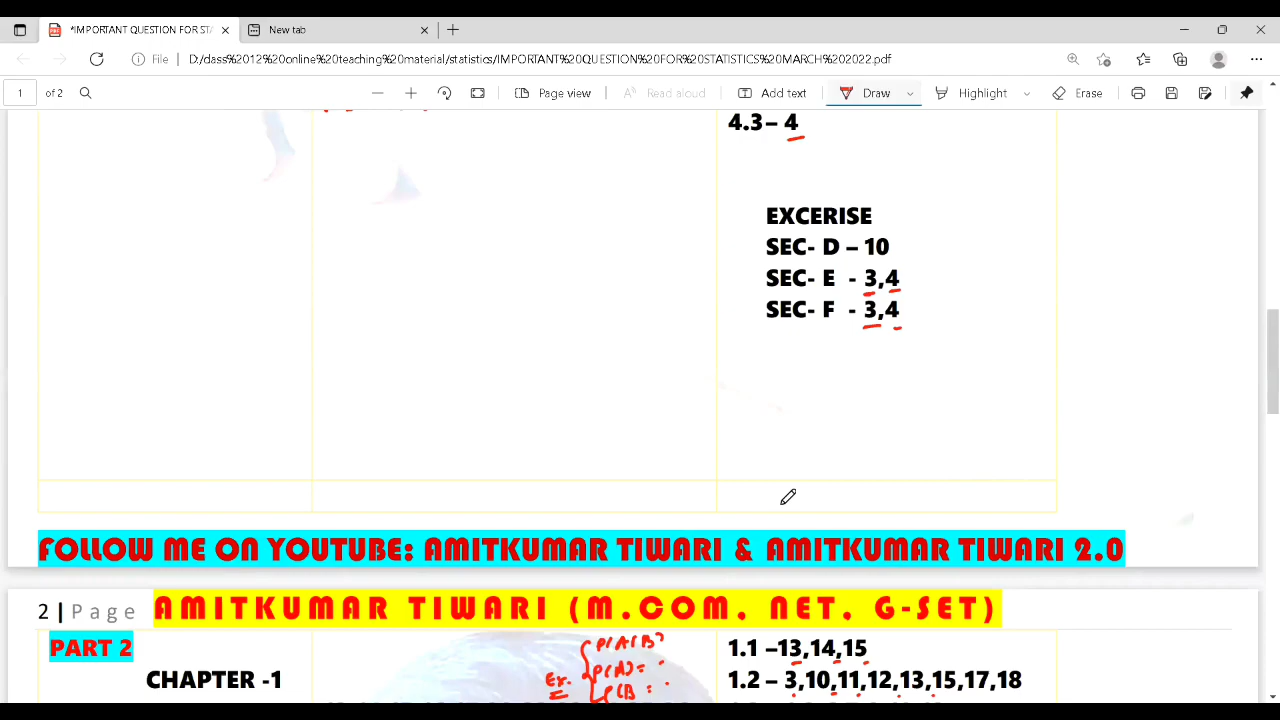 *IMPORTANT QUESTION FOR STA
New tab
File
D:/class%2012%20online%20teaching%20material/statistics/IMPORTANT%20QUESTION%20FOR%20STATISTICS%20MARCH%202022.pdf
1 of 2
Page view
Read aloud
Add text
Draw
Highlight
Erase
4.3 – 4
EXCERISE
SEC- D – 10
SEC- E - 3,4
SEC- F - 3,4
FOLLOW ME ON YOUTUBE: AMITKUMAR TIWARI & AMITKUMAR TIWARI 2.0
2 | Page AMITKUMAR TIWARI (M.COM. NET. G-SET)
PART 2
CHAPTER -1
Ex.
P(A)=
1.1 –13,14,15
1.2 – 3,10,11,12,13,15,17,18